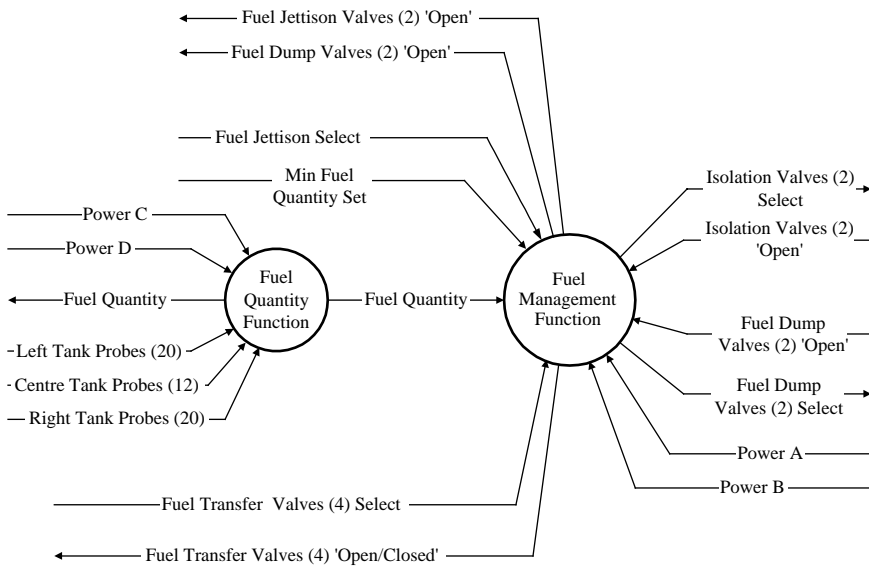 Fuel Jettison Valves (2) 'Open'
Fuel Dump Valves (2) 'Open'
Fuel Jettison Select
Min Fuel
Quantity Set
Power C
Power D
Fuel Quantity
Left Tank Probes (20)
Centre Tank Probes (12)
Right Tank Probes (20)
Fuel
Quantity
Function
Fuel Quantity
Fuel
Management
Function
Isolation Valves (2)
Select
Isolation Valves (2)
'Open'
Fuel Dump
Valves (2) 'Open'
Fuel Dump
Valves (2) Select
Power A
Power B
Fuel Transfer Valves (4) Select
Fuel Transfer Valves (4) 'Open/Closed'